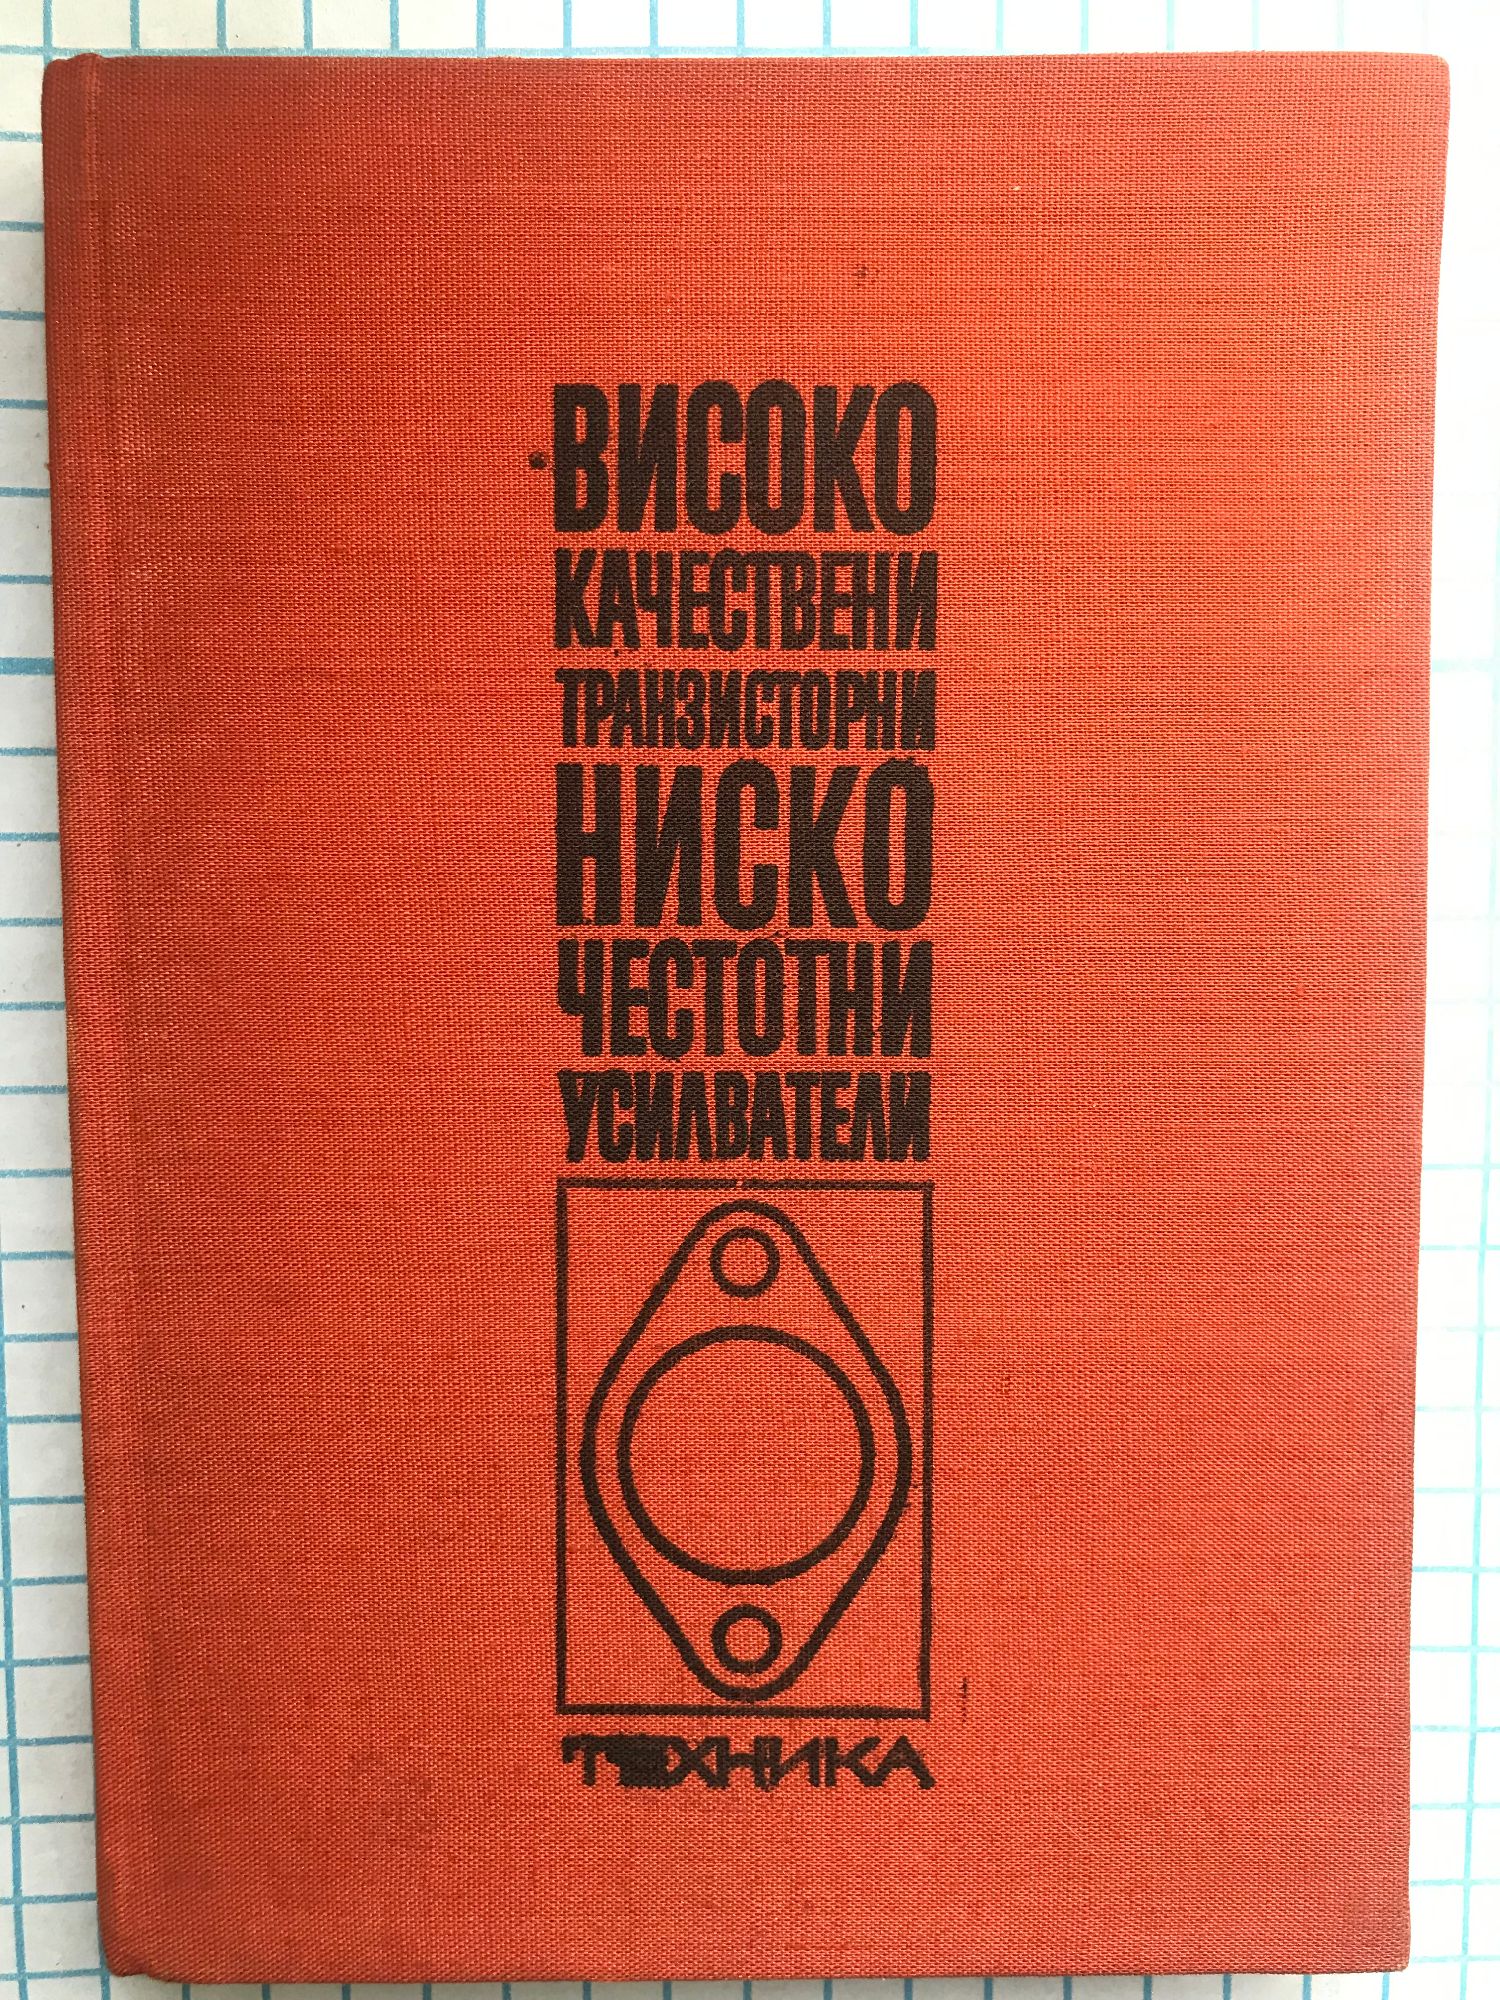 ВИСОКО
КАЧЕСТВЕНИ
ТРАНЗИСТОРНИ
НИСКО
ЧЕСТОТНИ
УСИЛВАТЕЛИ
ТЕХНИКА